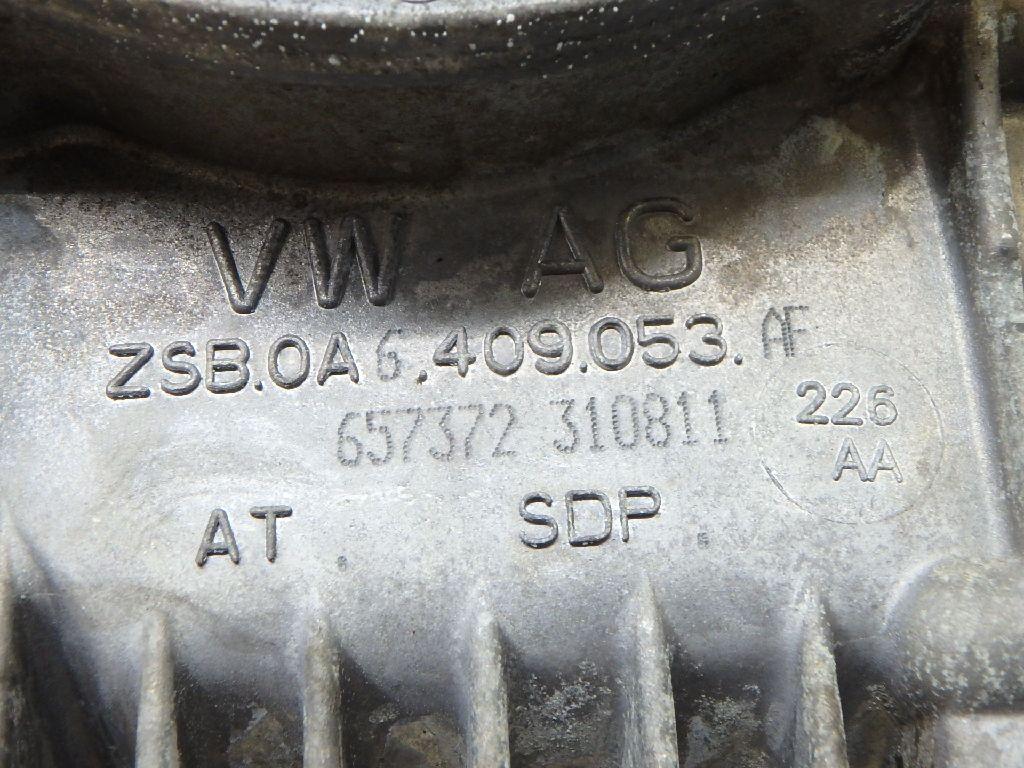 VW AG
ZSB.0A6.409.053.AF
657372 310811
226
AA
AT SDP